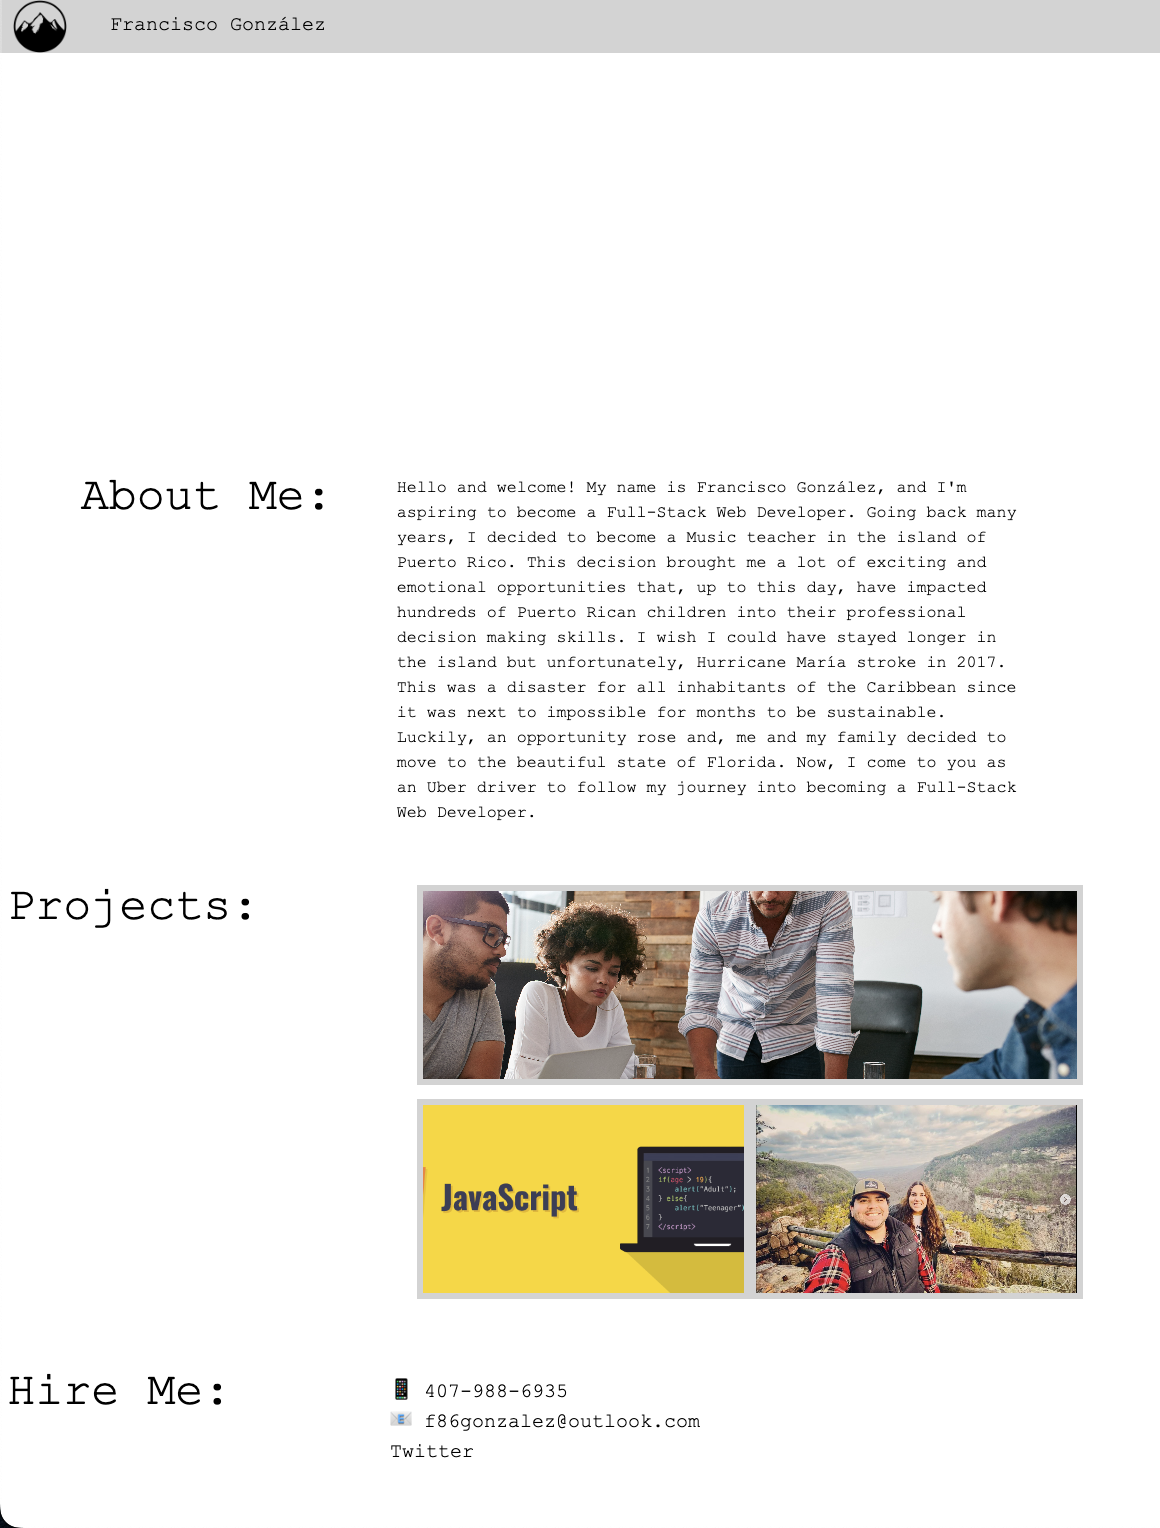 Francisco González
About Me:
Hello and welcome! My name is Francisco González, and I'm
aspiring to become a Full-Stack Web Developer. Going back many
years, I decided to become a Music teacher in the island of
Puerto Rico. This decision brought me a lot of exciting and
emotional opportunities that, up to this day, have impacted
hundreds of Puerto Rican children into their professional
decision making skills. I wish I could have stayed longer in
the island but unfortunately, Hurricane María stroke in 2017.
This was a disaster for all inhabitants of the Caribbean since
it was next to impossible for months to be sustainable.
Luckily, an opportunity rose and, me and my family decided to
move to the beautiful state of Florida. Now, I come to you as
an Uber driver to follow my journey into becoming a Full-Stack
Web Developer.
Projects:
JavaScript
1 <script>
2 if(age > 19){
3 alert("Adult");
4 } else{
5 alert("Teenager")
6 }
7 </script>
Hire Me:
📱 407-988-6935
📧 f86gonzalez@outlook.com
Twitter